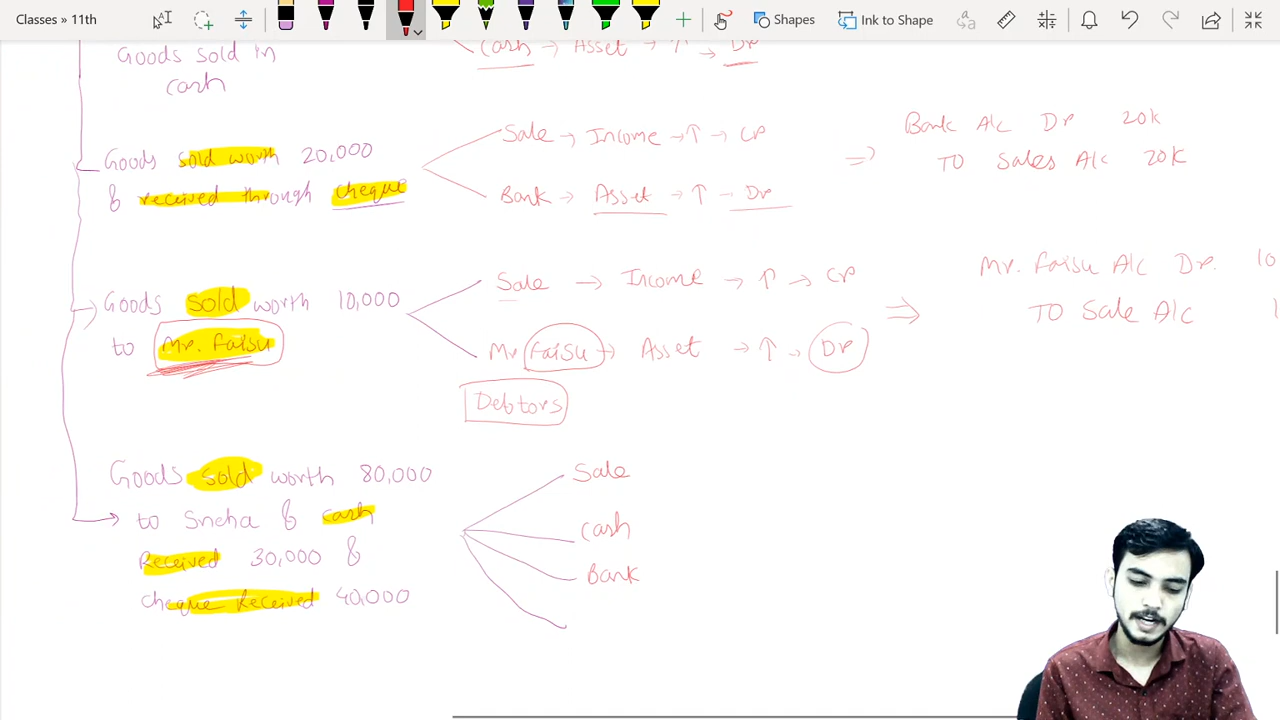 Classes » 11th
Shapes
Ink to Shape
Goods sold in
cash
Cash → Asset → ↑ → Dr
Goods sold worth 20,000
& received through cheque
Sale → Income → ↑ → Cr
Bank → Asset → ↑ → Dr
⇒
Bank A/c Dr 20k
TO Sales A/c 20k
Goods sold worth 10,000
to Mr. Faisu
Sale → Income → ↑ → Cr
Mr Faisu → Asset → ↑ → Dr
Debtors
⇒
Mr. Faisu A/c Dr. 10
TO Sale A/c 1
Goods sold worth 80,000
to Sneha & cash
Received 30,000 &
cheque Received 40,000
Sale
Cash
Bank